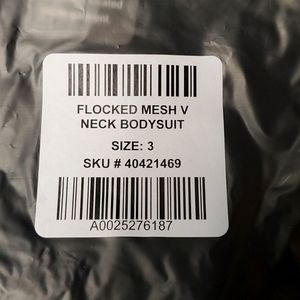 FLOCKED MESH V
NECK BODYSUIT
SIZE: 3
SKU # 40421469
A0025276187